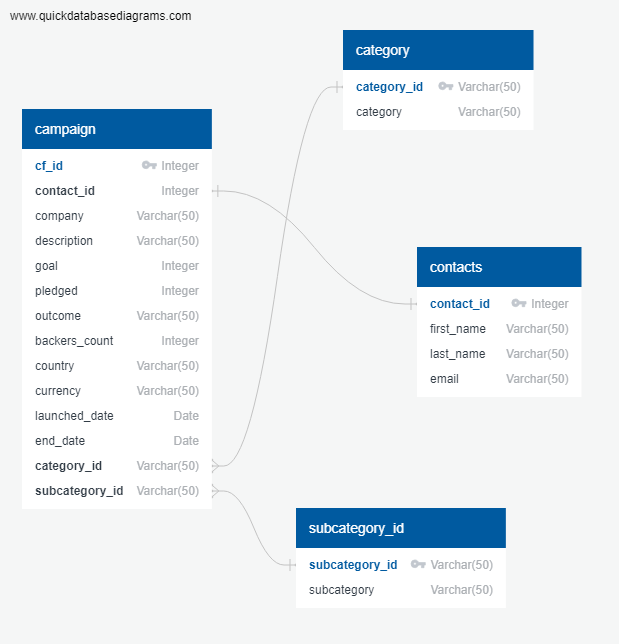 www.quickdatabasediagrams.com
category
category_id Varchar(50)
category Varchar(50)
campaign
cf_id Integer
contact_id Integer
company Varchar(50)
description Varchar(50)
goal Integer
pledged Integer
outcome Varchar(50)
backers_count Integer
country Varchar(50)
currency Varchar(50)
launched_date Date
end_date Date
category_id Varchar(50)
subcategory_id Varchar(50)
contacts
contact_id Integer
first_name Varchar(50)
last_name Varchar(50)
email Varchar(50)
subcategory_id
subcategory_id Varchar(50)
subcategory Varchar(50)